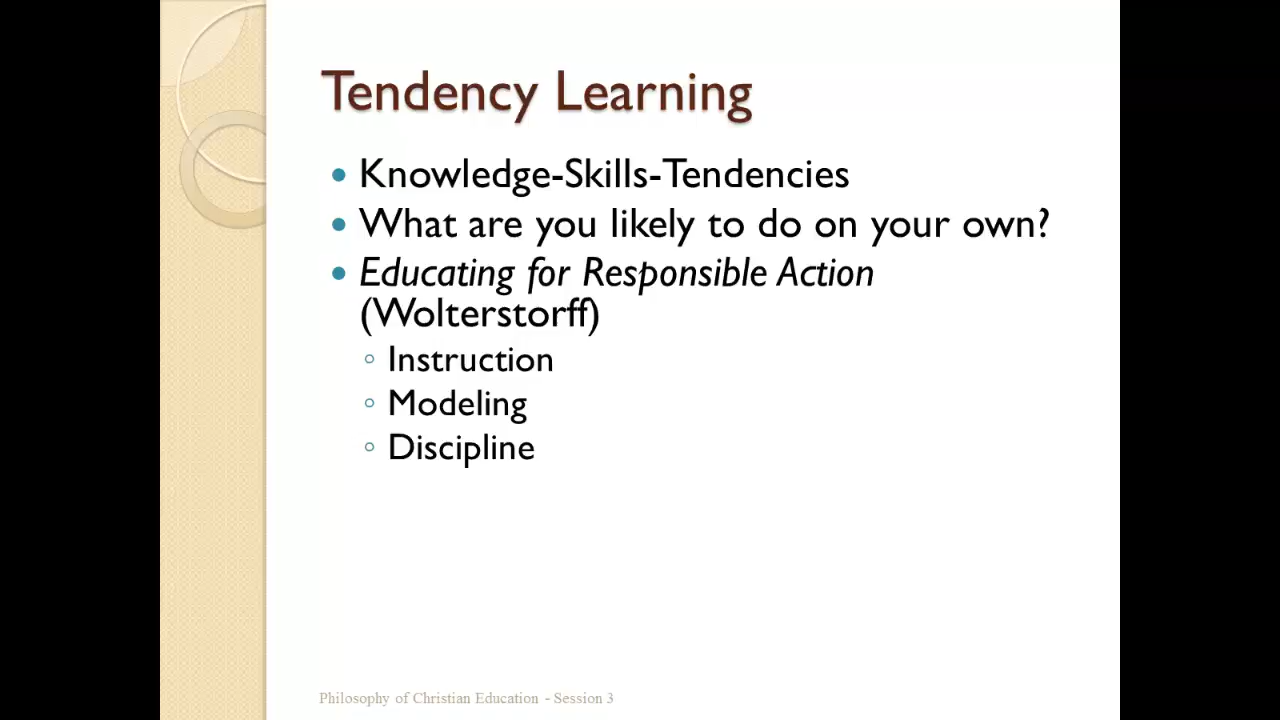 Tendency Learning
• Knowledge-Skills-Tendencies
• What are you likely to do on your own?
• Educating for Responsible Action
(Wolterstorff)
◦ Instruction
◦ Modeling
◦ Discipline
Philosophy of Christian Education - Session 3